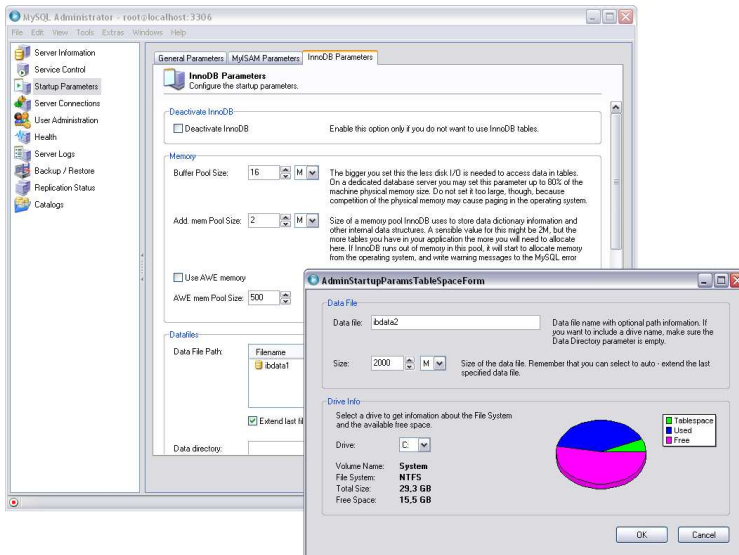 MySQL Administrator - root@localhost:3306
File Edit View Tools Extras Windows Help
Server Information
Service Control
Startup Parameters
Server Connections
User Administration
Health
Server Logs
Backup / Restore
Replication Status
Catalogs
General Parameters MyISAM Parameters InnoDB Parameters
InnoDB Parameters
Configure the startup parameters.
Deactivate InnoDB
Deactivate InnoDB Enable this option only if you do not want to use InnoDB tables.
Memory
Buffer Pool Size: 16 M The bigger you set this the less disk I/O is needed to access data in tables.
On a dedicated database server you may set this parameter up to 80% of the
machine physical memory size. Do not set it too large, though, because
competition of the physical memory may cause paging in the operating system.
Add. mem Pool Size: 2 M Size of a memory pool InnoDB uses to store data dictionary information and
other internal data structures. A sensible value for this might be 2M, but the
more tables you have in your application the more you will need to allocate
here. If InnoDB runs out of memory in this pool, it will start to allocate memory
from the operating system, and write warning messages to the MySQL error
Use AWE memory
AWE mem Pool Size: 500
Datafiles
Data File Path: Filename
ibdata1
Extend last fil
Data directory:
AdminStartupParamsTableSpaceForm
Data File
Data file: ibdata2 Data file name with optional path information. If
you want to include a drive name, make sure the
Data Directory parameter is empty.
Size: 2000 M Size of the data file. Remember that you can select to auto - extend the last
specified data file.
Drive Info
Select a drive to get infomation about the File System
and the available free space.
Drive: C:
Volume Name: System
File System: NTFS
Total Size: 29,3 GB
Free Space: 15,5 GB
Tablespace
Used
Free
OK Cancel